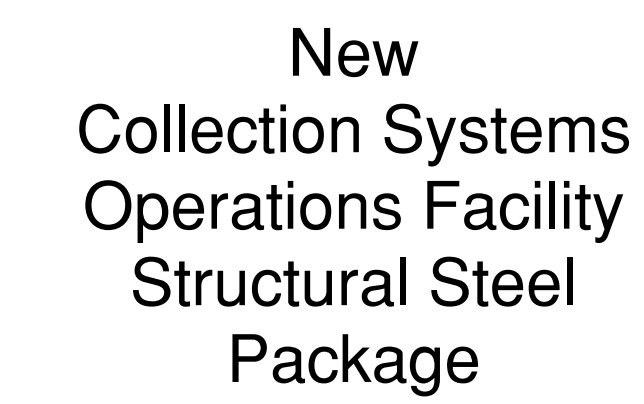 New
Collection Systems
Operations Facility
Structural Steel
Package